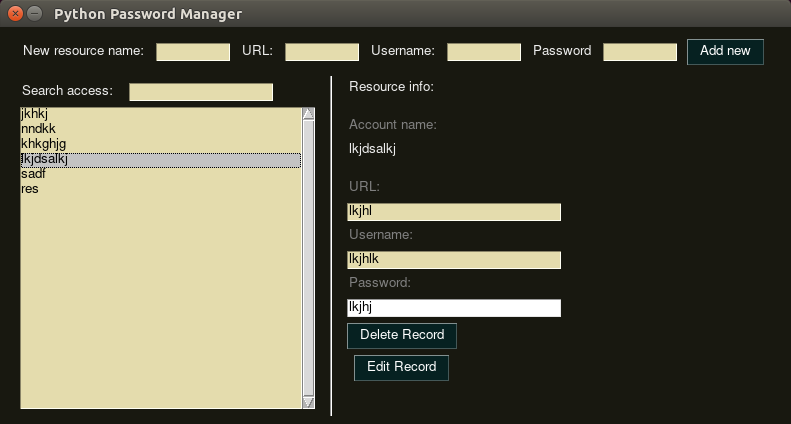 Python Password Manager
New resource name: URL: Username: Password Add new
Search access:
jkhkj
nndkk
khkghjg
lkjdsalkj
sadf
res
Resource info:
Account name:
lkjdsalkj
URL:
lkjhl
Username:
lkjhlk
Password:
lkjhj
Delete Record
Edit Record